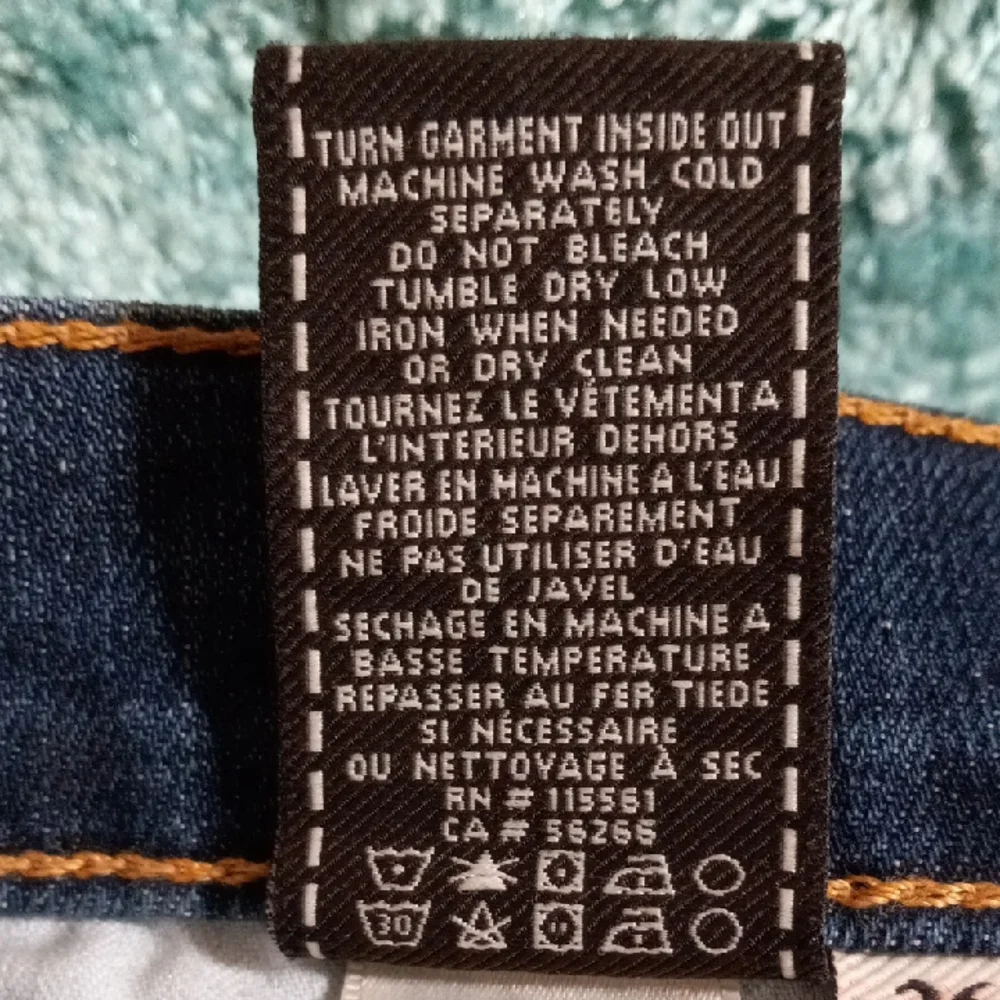 TURN GARMENT INSIDE OUT
MACHINE WASH COLD
SEPARATELY
DO NOT BLEACH
TUMBLE DRY LOW
IRON WHEN NEEDED
OR DRY CLEAN
TOURNEZ LE VÊTEMENT A
L'INTERIEUR DEHORS
LAVER EN MACHINE A L'EAU
FROIDE SEPAREMENT
NE PAS UTILISER D'EAU
DE JAVEL
SECHAGE EN MACHINE A
BASSE TEMPERATURE
REPASSER AU FER TIEDE
SI NÉCESSAIRE
OU NETTOYAGE À SEC
RN # 115561
CA # 56266
30